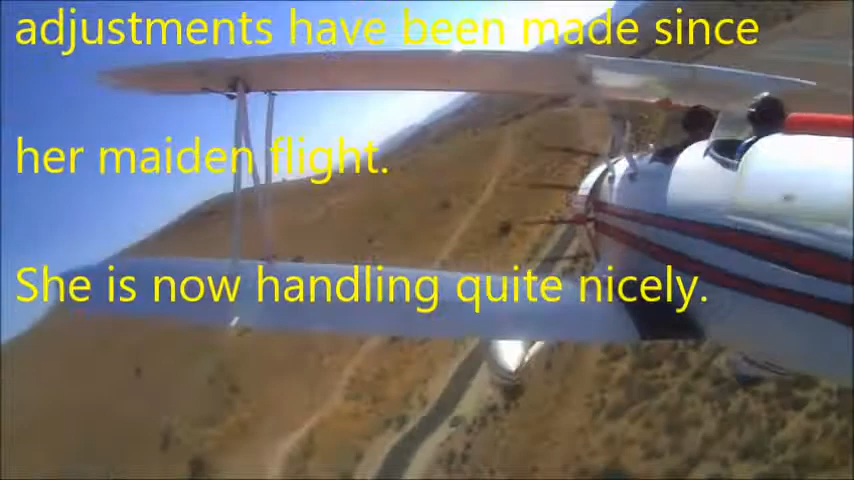 adjustments have been made since
her maiden flight.
She is now handling quite nicely.